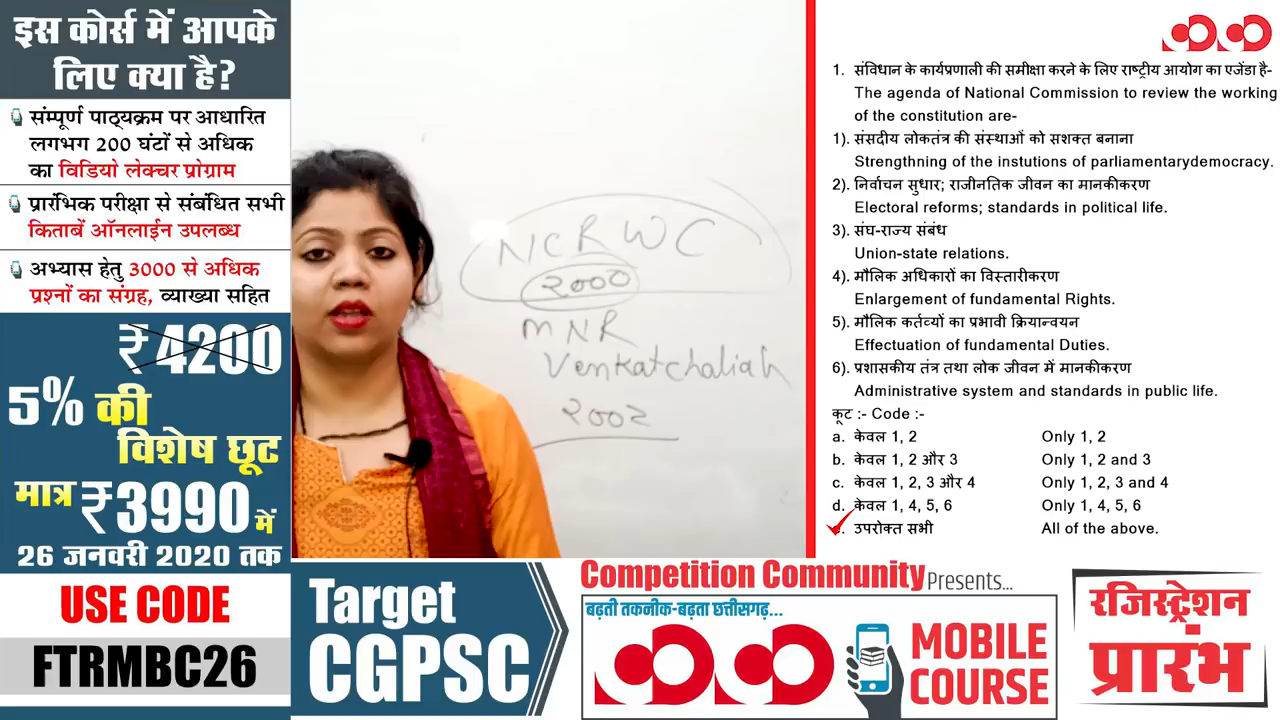 इस कोर्स में आपके
लिए क्या है?
संम्पूर्ण पाठ्यक्रम पर आधारित
लगभग 200 घंटों से अधिक
का विडियो लेक्चर प्रोग्राम
प्रारंभिक परीक्षा से संबंधित सभी
किताबें ऑनलाईन उपलब्ध
अभ्यास हेतु 3000 से अधिक
प्रश्नों का संग्रह, व्याख्या सहित
₹4200
5% की
विशेष छूट
मात्र ₹3990 में
26 जनवरी 2020 तक
USE CODE
FTRMBC26
NCRWC
2000
MNR
Venkatchaliah
2002
1. संविधान के कार्यप्रणाली की समीक्षा करने के लिए राष्ट्रीय आयोग का एजेंडा है-
The agenda of National Commission to review the working
of the constitution are-
1). संसदीय लोकतंत्र की संस्थाओं को सशक्त बनाना
Strengthning of the instutions of parliamentarydemocracy.
2). निर्वाचन सुधार; राजीनतिक जीवन का मानकीकरण
Electoral reforms; standards in political life.
3). संघ-राज्य संबंध
Union-state relations.
4). मौलिक अधिकारों का विस्तारीकरण
Enlargement of fundamental Rights.
5). मौलिक कर्तव्यों का प्रभावी क्रियान्वयन
Effectuation of fundamental Duties.
6). प्रशासकीय तंत्र तथा लोक जीवन में मानकीकरण
Administrative system and standards in public life.
कूट :- Code :-
a. केवल 1, 2 Only 1, 2
b. केवल 1, 2 और 3 Only 1, 2 and 3
c. केवल 1, 2, 3 और 4 Only 1, 2, 3 and 4
d. केवल 1, 4, 5, 6 Only 1, 4, 5, 6
उपरोक्त सभी All of the above.
Target
CGPSC
Competition Community Presents...
बढ़ती तकनीक-बढ़ता छत्तीसगढ़...
MOBILE
COURSE
रजिस्ट्रेशन
प्रारंभ